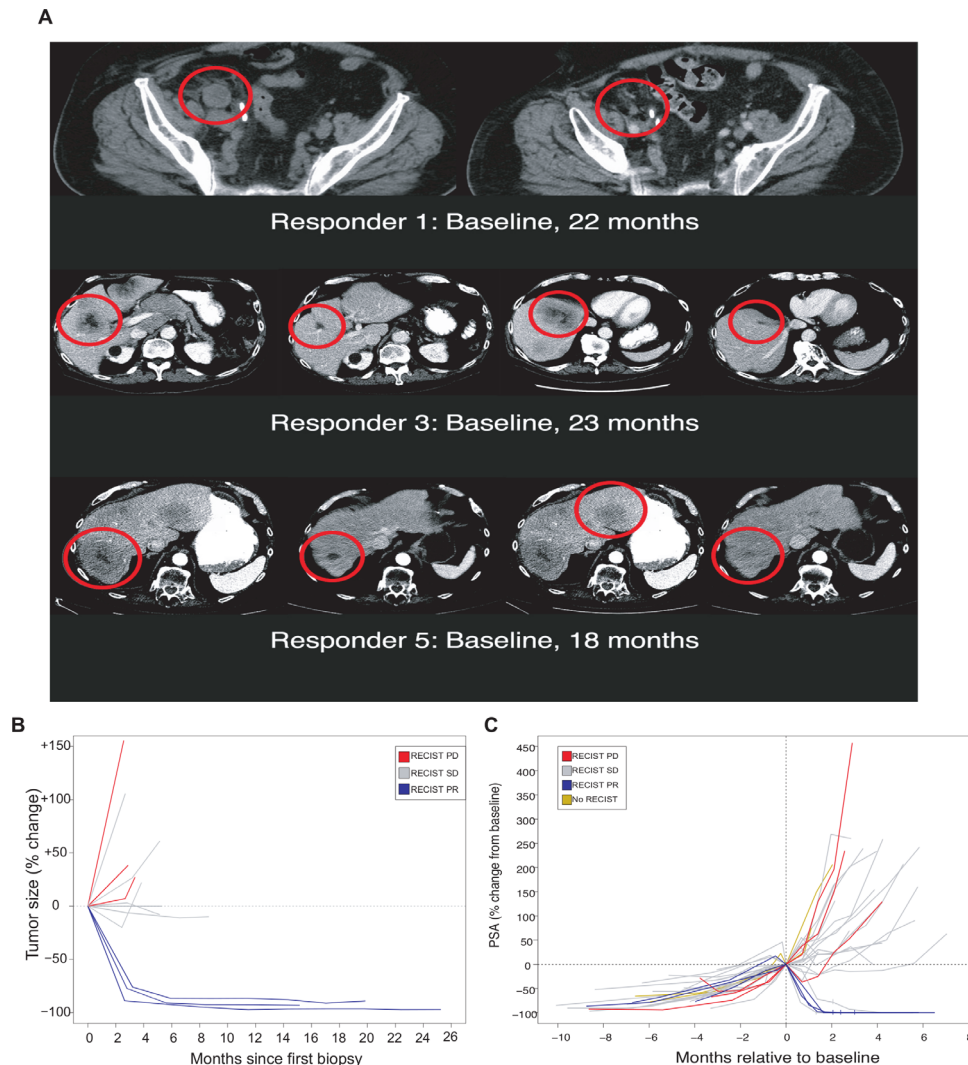 A
Responder 1: Baseline, 22 months
Responder 3: Baseline, 23 months
Responder 5: Baseline, 18 months
B
Tumor size (% change)
+150
+100
+50
0
−50
−100
RECIST PD
RECIST SD
RECIST PR
0 2 4 6 8 10 12 14 16 18 20 22 24 26
Months since first biopsy
C
PSA (% change from baseline)
450
400
350
300
250
200
150
100
50
0
−50
−100
RECIST PD
RECIST SD
RECIST PR
No RECIST
−10 −8 −6 −4 −2 0 2 4 6 8
Months relative to baseline